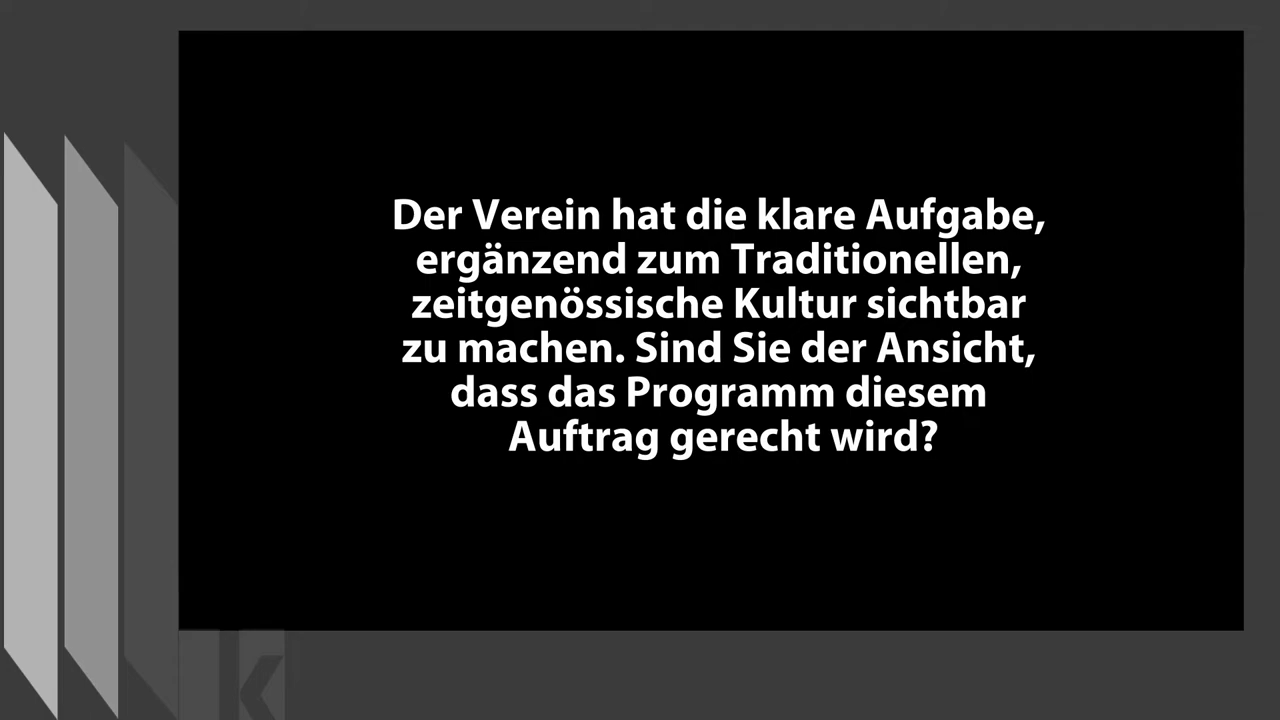 Der Verein hat die klare Aufgabe,
ergänzend zum Traditionellen,
zeitgenössische Kultur sichtbar
zu machen. Sind Sie der Ansicht,
dass das Programm diesem
Auftrag gerecht wird?
K